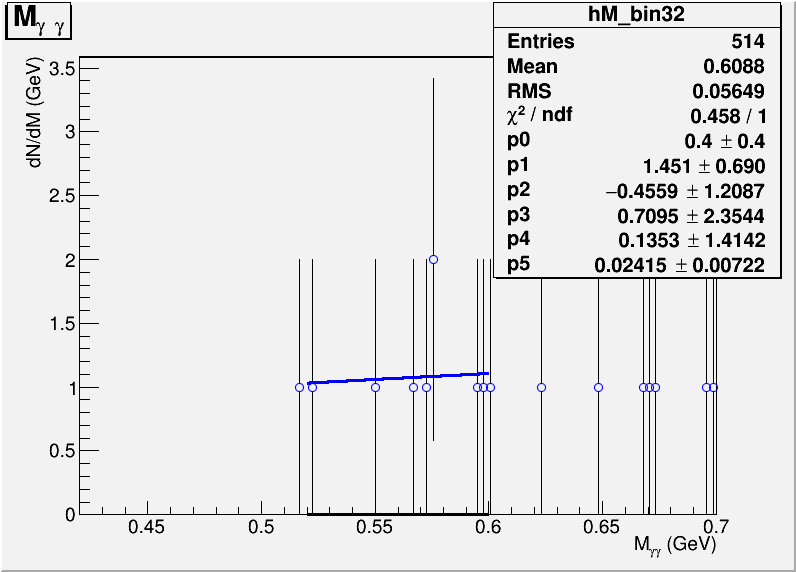 Mγ γ
hM_bin32
Entries 514
Mean 0.6088
RMS 0.05649
χ² / ndf 0.458 / 1
p0 0.4 ± 0.4
p1 1.451 ± 0.690
p2 −0.4559 ± 1.2087
p3 0.7095 ± 2.3544
p4 0.1353 ± 1.4142
p5 0.02415 ± 0.00722
dN/dM (GeV)
3.5
3
2.5
2
1.5
1
0.5
0
0.45 0.5 0.55 0.6 0.65 0.7
Mγγ (GeV)